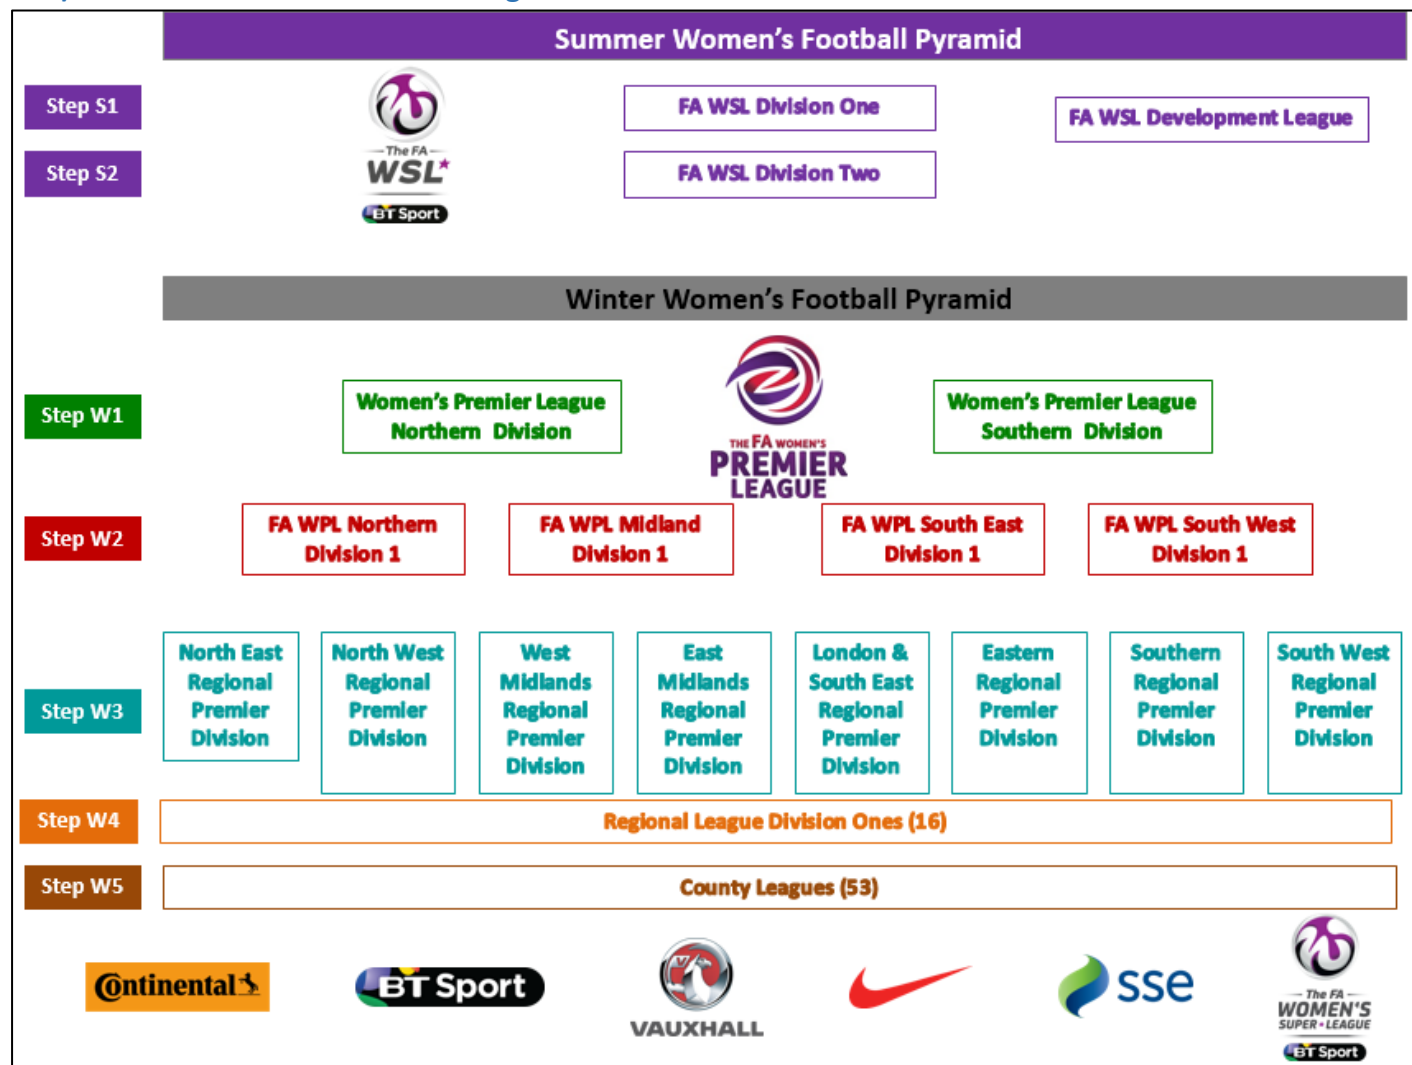 Summer Women's Football Pyramid
Step S1
FA WSL Division One
FA WSL Development League
The FA
WSL
BT Sport
Step S2
FA WSL Division Two
Winter Women's Football Pyramid
Step W1
Women's Premier League
Northern Division
THE FA WOMEN'S
PREMIER
LEAGUE
Women's Premier League
Southern Division
Step W2
FA WPL Northern
Division 1
FA WPL Midland
Division 1
FA WPL South East
Division 1
FA WPL South West
Division 1
Step W3
North East
Regional
Premier
Division
North West
Regional
Premier
Division
West
Midlands
Regional
Premier
Division
East
Midlands
Regional
Premier
Division
London &
South East
Regional
Premier
Division
Eastern
Regional
Premier
Division
Southern
Regional
Premier
Division
South West
Regional
Premier
Division
Step W4
Regional League Division Ones (16)
Step W5
County Leagues (53)
Continental
BT Sport
VAUXHALL
sse
The FA
WOMEN'S
SUPER LEAGUE
BT Sport